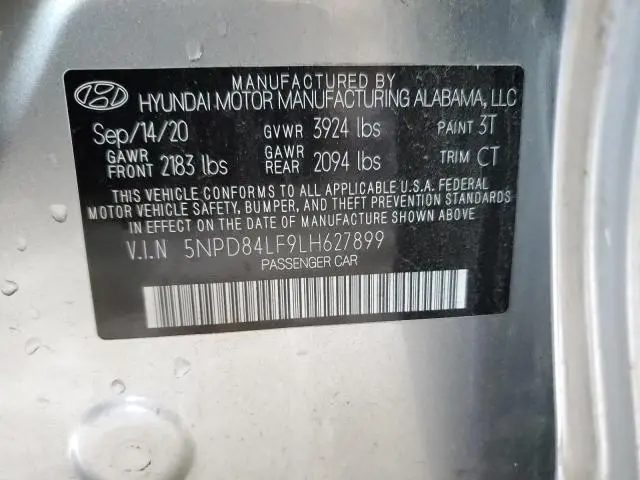 MANUFACTURED BY
HYUNDAI MOTOR MANUFACTURING ALABAMA, LLC
Sep/14/20 GVWR 3924 lbs PAINT 3T
GAWR FRONT 2183 lbs GAWR REAR 2094 lbs TRIM CT
THIS VEHICLE CONFORMS TO ALL APPLICABLE U.S.A. FEDERAL
MOTOR VEHICLE SAFETY, BUMPER, AND THEFT PREVENTION STANDARDS
IN EFFECT ON THE DATE OF MANUFACTURE SHOWN ABOVE.
V.I.N 5NPD84LF9LH627899
PASSENGER CAR